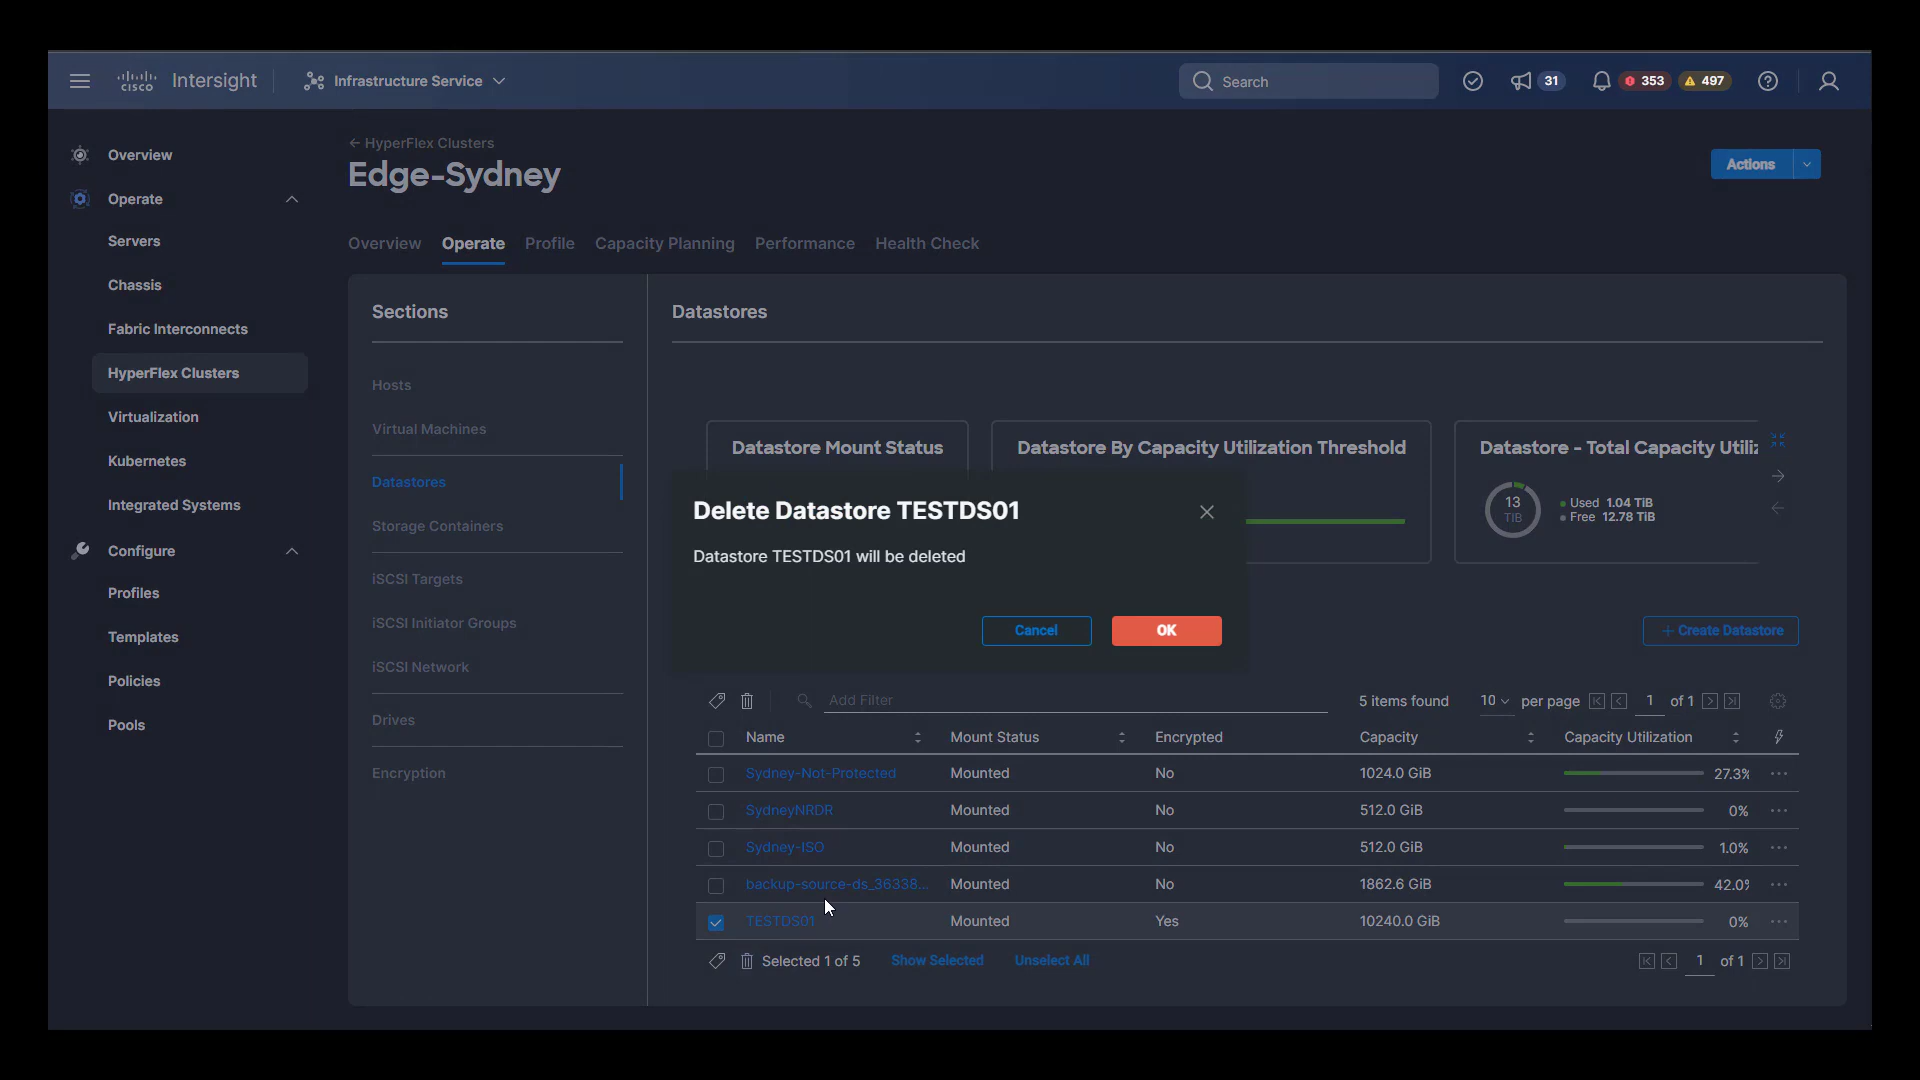 cisco Intersight
Infrastructure Service
Search
31
353
497
Overview
Operate
Servers
Chassis
Fabric Interconnects
HyperFlex Clusters
Virtualization
Kubernetes
Integrated Systems
Configure
Profiles
Templates
Policies
Pools
← HyperFlex Clusters
Edge-Sydney
Actions
Overview Operate Profile Capacity Planning Performance Health Check
Sections
Hosts
Virtual Machines
Datastores
Storage Containers
iSCSI Targets
iSCSI Initiator Groups
iSCSI Network
Drives
Encryption
Datastores
Datastore Mount Status
Datastore By Capacity Utilization Threshold
Datastore - Total Capacity Utiliz
13
TIB
Used 1.04 TiB
Free 12.78 TiB
Delete Datastore TESTDS01
Datastore TESTDS01 will be deleted
Cancel
OK
+ Create Datastore
Add Filter
5 items found 10 per page 1 of 1
Name Mount Status Encrypted Capacity Capacity Utilization
Sydney-Not-Protected Mounted No 1024.0 GiB 27.3%
SydneyNRDR Mounted No 512.0 GiB 0%
Sydney-ISO Mounted No 512.0 GiB 1.0%
backup-source-ds_36338... Mounted No 1862.6 GiB 42.0%
TESTDS01 Mounted Yes 10240.0 GiB 0%
Selected 1 of 5 Show Selected Unselect All 1 of 1